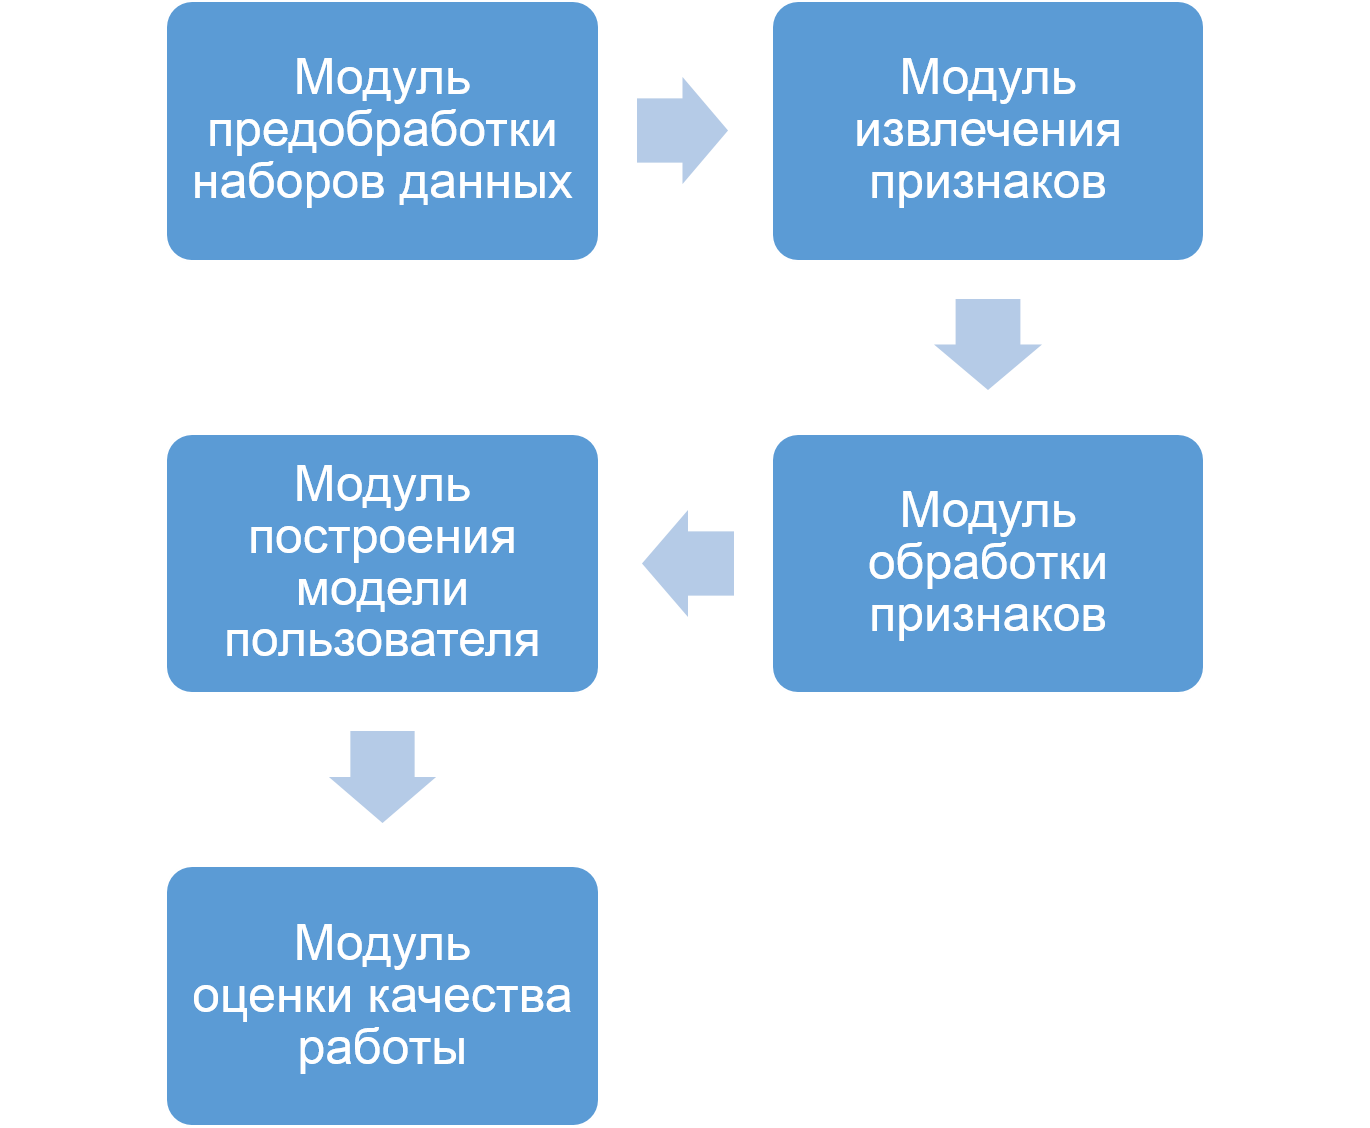 Модуль
предобработки
наборов данных
Модуль
извлечения
признаков
Модуль
обработки
признаков
Модуль
построения
модели
пользователя
Модуль
оценки качества
работы